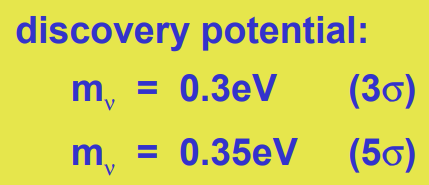 discovery potential:
mν = 0.3eV (3σ)
mν = 0.35eV (5σ)